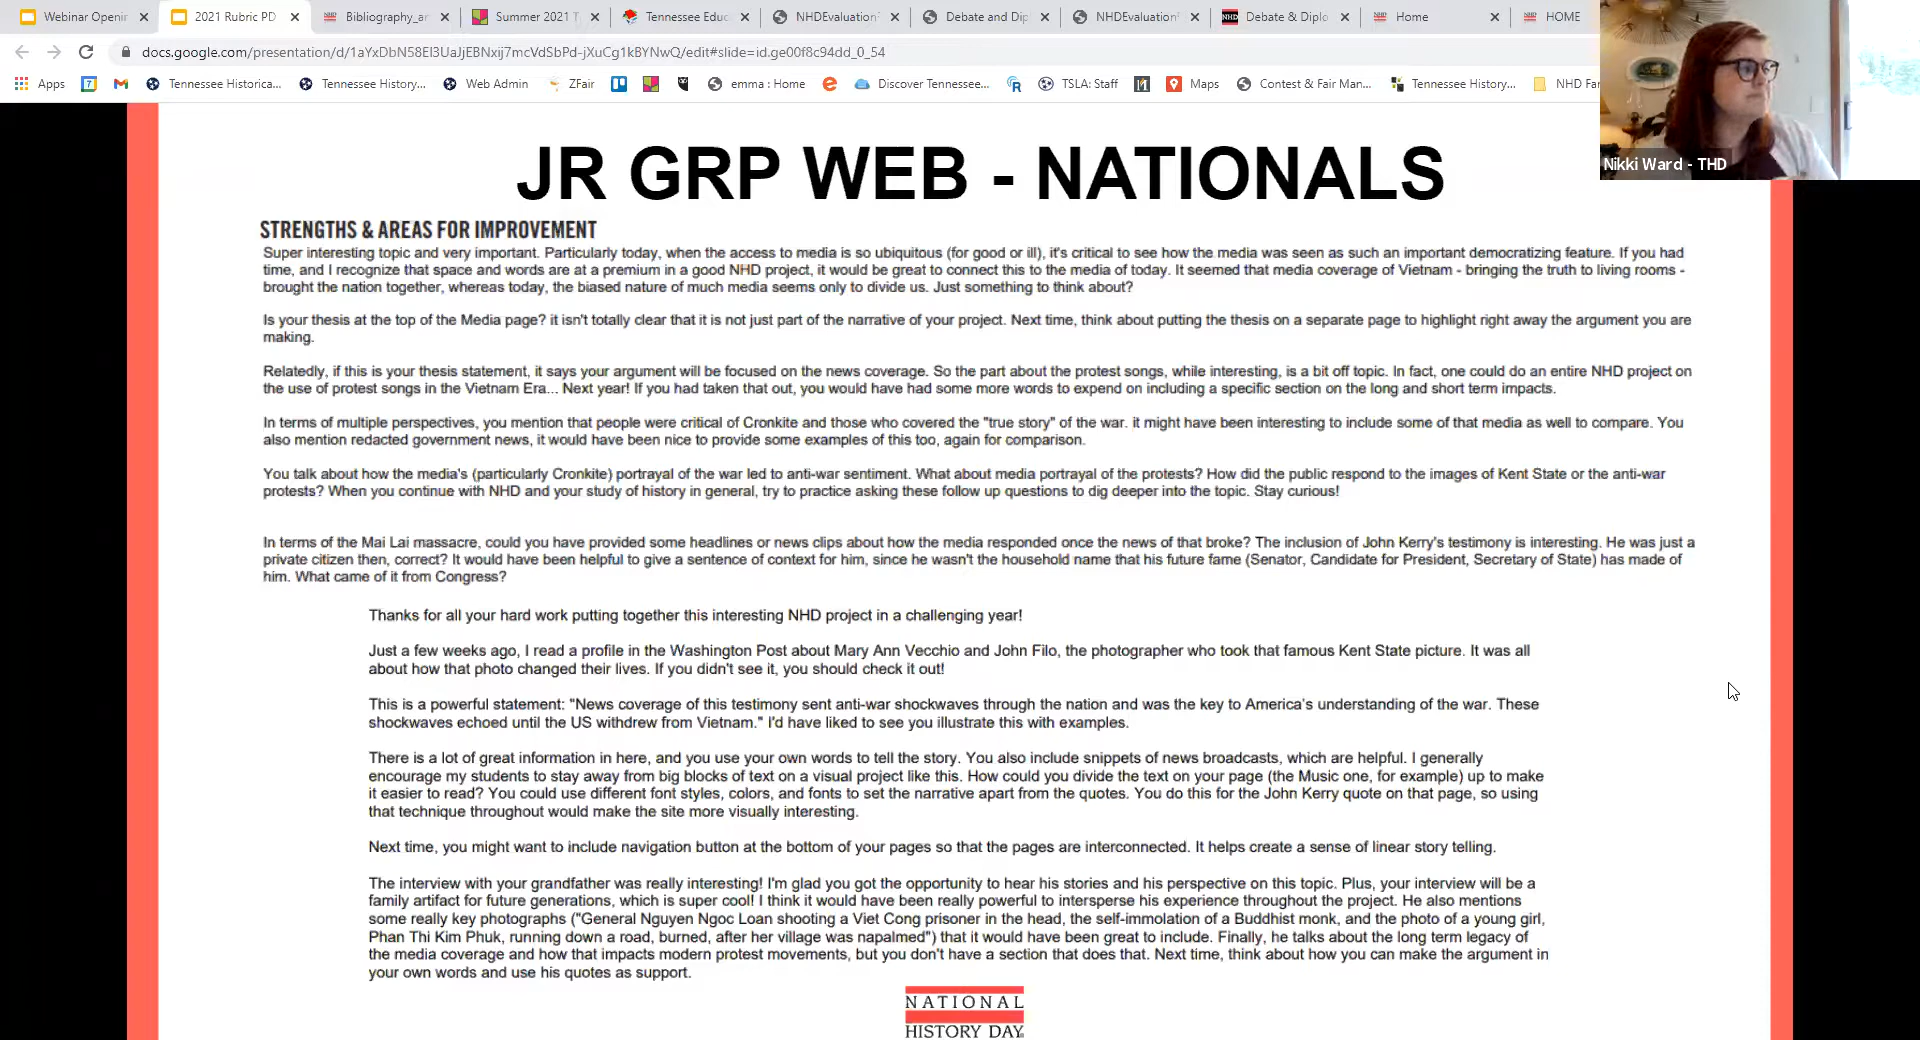 Webinar Openin
2021 Rubric PD
Bibliography_ar
Summer 2021 T
Tennessee Educ
NHDEvaluation
Debate and Dip
NHDEvaluation
Debate & Diplo
Home
HOME
docs.google.com/presentation/d/1aYxDbN58El3UaJjEBNxij7mcVdSbPd-jXuCg1kBYNwQ/edit#slide=id.ge00f8c94dd_0_54
Apps
Tennessee Historica...
Tennessee History...
Web Admin
ZFair
emma : Home
Discover Tennessee...
TSLA: Staff
Maps
Contest & Fair Man...
Tennessee History...
NHD Far
Nikki Ward - THD
JR GRP WEB - NATIONALS
STRENGTHS & AREAS FOR IMPROVEMENT
Super interesting topic and very important. Particularly today, when the access to media is so ubiquitous (for good or ill), it's critical to see how the media was seen as such an important democratizing feature. If you had
time, and I recognize that space and words are at a premium in a good NHD project, it would be great to connect this to the media of today. It seemed that media coverage of Vietnam - bringing the truth to living rooms -
brought the nation together, whereas today, the biased nature of much media seems only to divide us. Just something to think about?
Is your thesis at the top of the Media page? it isn't totally clear that it is not just part of the narrative of your project. Next time, think about putting the thesis on a separate page to highlight right away the argument you are
making.
Relatedly, if this is your thesis statement, it says your argument will be focused on the news coverage. So the part about the protest songs, while interesting, is a bit off topic. In fact, one could do an entire NHD project on
the use of protest songs in the Vietnam Era... Next year! If you had taken that out, you would have had some more words to expend on including a specific section on the long and short term impacts.
In terms of multiple perspectives, you mention that people were critical of Cronkite and those who covered the "true story" of the war. it might have been interesting to include some of that media as well to compare. You
also mention redacted government news, it would have been nice to provide some examples of this too, again for comparison.
You talk about how the media's (particularly Cronkite) portrayal of the war led to anti-war sentiment. What about media portrayal of the protests? How did the public respond to the images of Kent State or the anti-war
protests? When you continue with NHD and your study of history in general, try to practice asking these follow up questions to dig deeper into the topic. Stay curious!
In terms of the Mai Lai massacre, could you have provided some headlines or news clips about how the media responded once the news of that broke? The inclusion of John Kerry's testimony is interesting. He was just a
private citizen then, correct? It would have been helpful to give a sentence of context for him, since he wasn't the household name that his future fame (Senator, Candidate for President, Secretary of State) has made of
him. What came of it from Congress?
Thanks for all your hard work putting together this interesting NHD project in a challenging year!
Just a few weeks ago, I read a profile in the Washington Post about Mary Ann Vecchio and John Filo, the photographer who took that famous Kent State picture. It was all
about how that photo changed their lives. If you didn't see it, you should check it out!
This is a powerful statement: "News coverage of this testimony sent anti-war shockwaves through the nation and was the key to America's understanding of the war. These
shockwaves echoed until the US withdrew from Vietnam." I'd have liked to see you illustrate this with examples.
There is a lot of great information in here, and you use your own words to tell the story. You also include snippets of news broadcasts, which are helpful. I generally
encourage my students to stay away from big blocks of text on a visual project like this. How could you divide the text on your page (the Music one, for example) up to make
it easier to read? You could use different font styles, colors, and fonts to set the narrative apart from the quotes. You do this for the John Kerry quote on that page, so using
that technique throughout would make the site more visually interesting.
Next time, you might want to include navigation button at the bottom of your pages so that the pages are interconnected. It helps create a sense of linear story telling.
The interview with your grandfather was really interesting! I'm glad you got the opportunity to hear his stories and his perspective on this topic. Plus, your interview will be a
family artifact for future generations, which is super cool! I think it would have been really powerful to intersperse his experience throughout the project. He also mentions
some really key photographs ("General Nguyen Ngoc Loan shooting a Viet Cong prisoner in the head, the self-immolation of a Buddhist monk, and the photo of a young girl,
Phan Thi Kim Phuk, running down a road, burned, after her village was napalmed") that it would have been great to include. Finally, he talks about the long term legacy of
the media coverage and how that impacts modern protest movements, but you don't have a section that does that. Next time, think about how you can make the argument in
your own words and use his quotes as support.
NATIONAL
HISTORY DAY